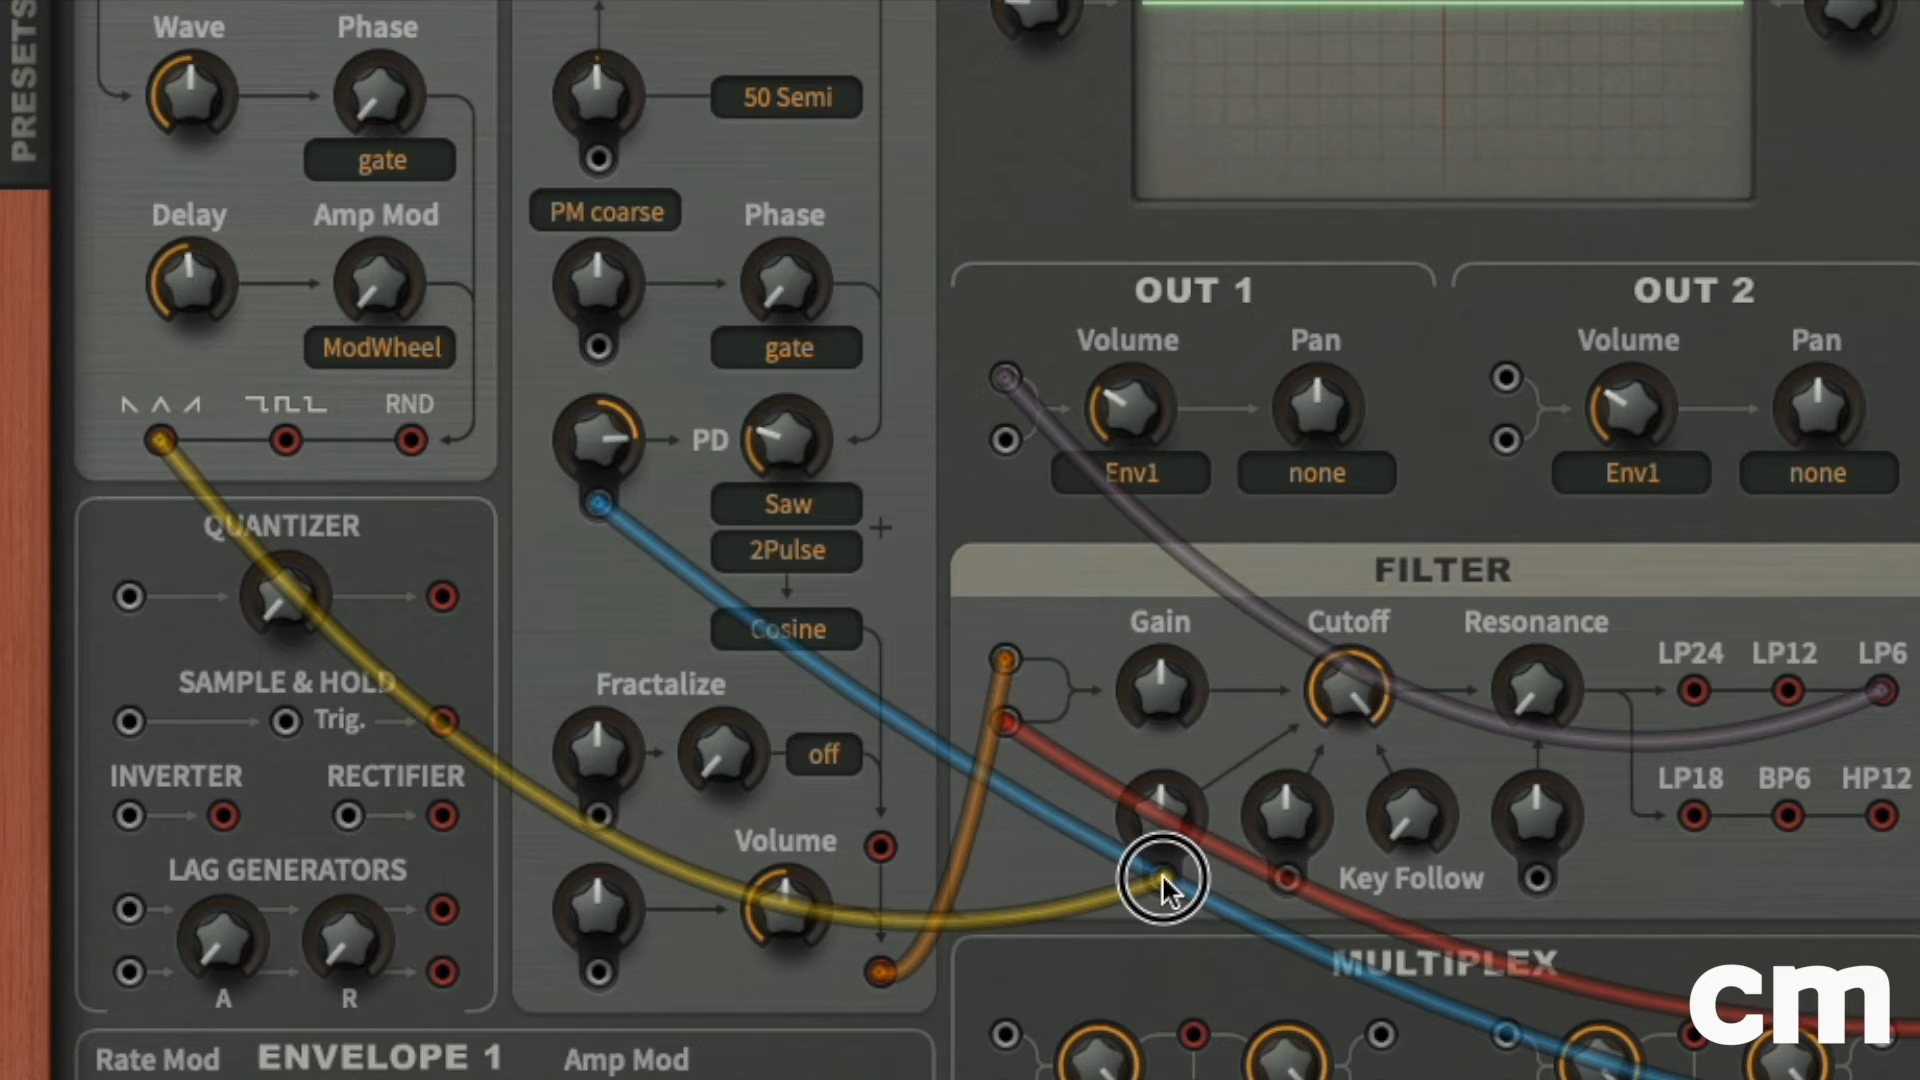 PRESETS
Wave
Phase
gate
Delay
Amp Mod
ModWheel
RND
QUANTIZER
SAMPLE & HOLD
Trig.
INVERTER
RECTIFIER
LAG GENERATORS
A
R
Rate Mod
ENVELOPE 1
Amp Mod
50 Semi
PM coarse
Phase
gate
PD
Saw
2Pulse
Cosine
Fractalize
off
Volume
OUT 1
Volume
Pan
Env1
none
OUT 2
Volume
Pan
Env1
none
FILTER
Gain
Cutoff
Resonance
LP24
LP12
LP6
LP18
BP6
HP12
Key Follow
MULTIPLEX
cm